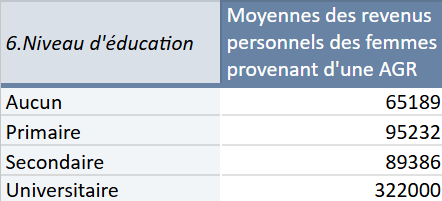 6.Niveau d'éducation
Moyennes des revenus
personnels des femmes
provenant d'une AGR
Aucun 65189
Primaire 95232
Secondaire 89386
Universitaire 322000